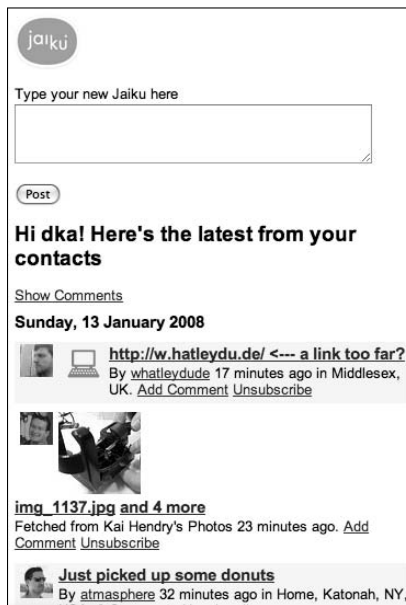 jaiku
Type your new Jaiku here
Post
Hi dka! Here's the latest from your
contacts
Show Comments
Sunday, 13 January 2008
http://w.hatleydu.de/ <--- a link too far?
By whatleydude 17 minutes ago in Middlesex,
UK. Add Comment Unsubscribe
img_1137.jpg and 4 more
Fetched from Kai Hendry's Photos 23 minutes ago. Add
Comment Unsubscribe
Just picked up some donuts
By atmasphere 32 minutes ago in Home, Katonah, NY,